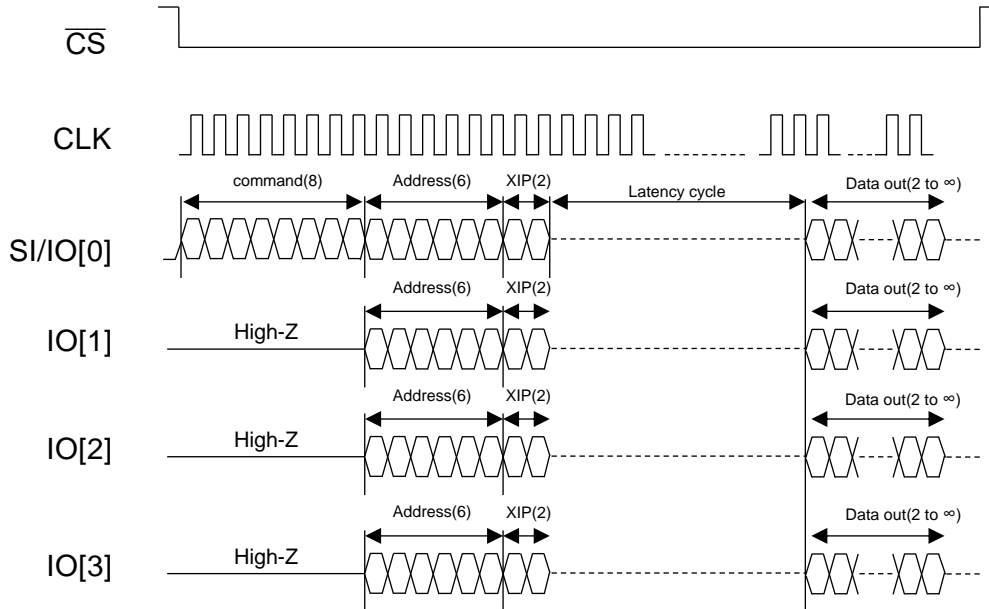 CS
CLK
command(8) Address(6) XIP(2) Latency cycle Data out(2 to ∞)
SI/IO[0]
Address(6) XIP(2) Data out(2 to ∞)
IO[1] High-Z
Address(6) XIP(2) Data out(2 to ∞)
IO[2] High-Z
Address(6) XIP(2) Data out(2 to ∞)
IO[3] High-Z